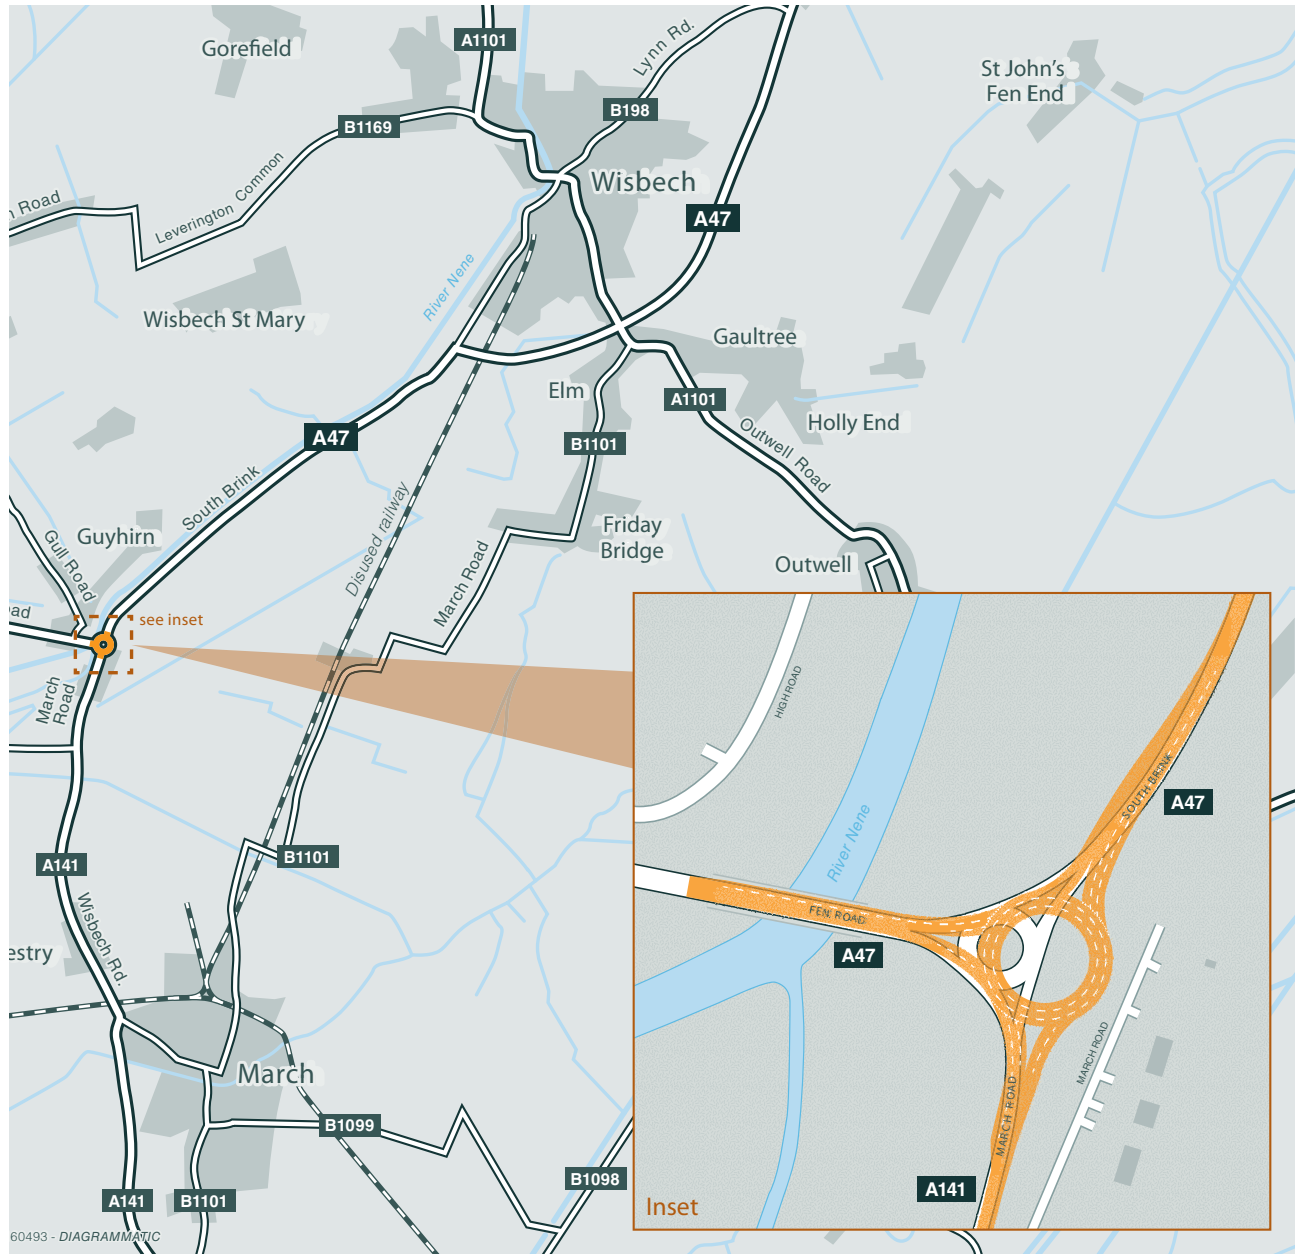 Gorefield
A1101
Lynn Rd.
St John's
Fen End
B1169
B198
Wisbech
Road
Leverington Common
A47
River Nene
Wisbech St Mary
Gaultree
Elm
A1101
Holly End
A47
B1101
Outwell Road
South Brink
Disused railway
Guyhirn
Gull Road
Friday
Bridge
March Road
Outwell
see inset
March
Road
HIGH ROAD
SOUTH BRINK
A47
River Nene
A141
B1101
FEN ROAD
A47
Wisbech Rd.
MARCH ROAD
March
MARCH ROAD
B1099
B1098
A141
A141
B1101
Inset
60493 - DIAGRAMMATIC